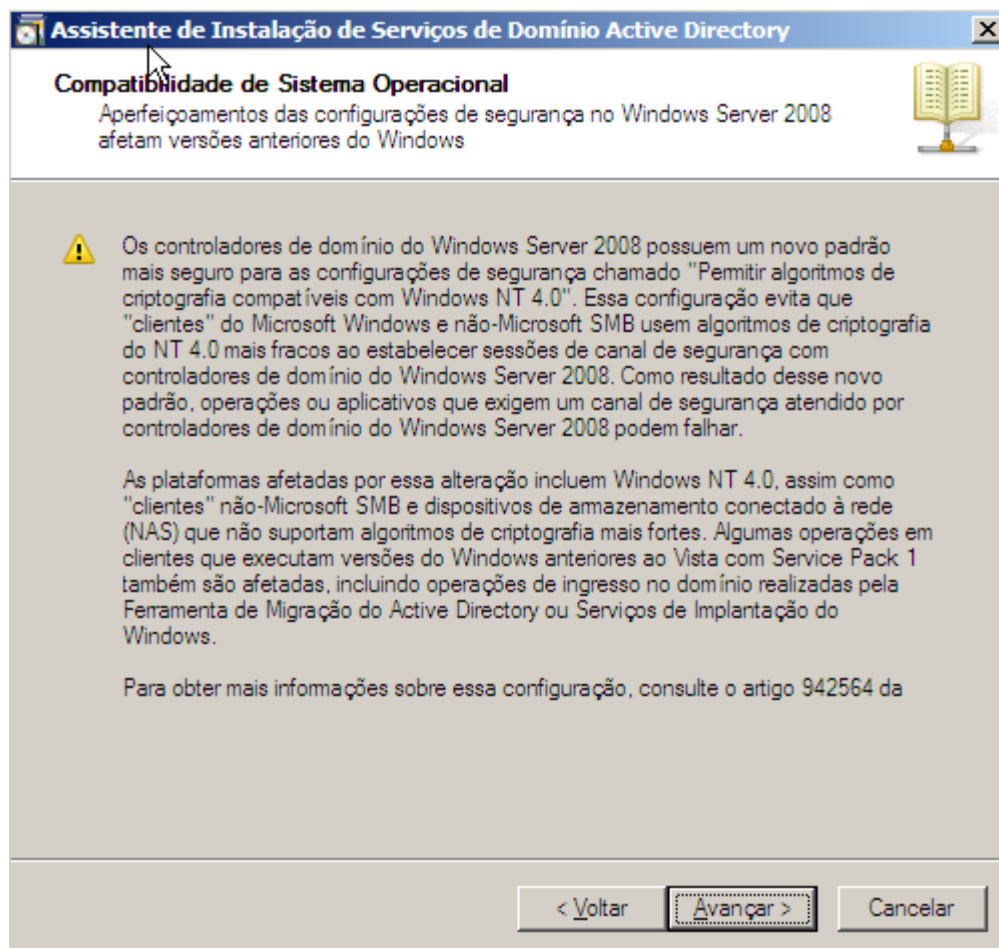 Assistente de Instalação de Serviços de Domínio Active Directory
Compatibilidade de Sistema Operacional
Aperfeiçoamentos das configurações de segurança no Windows Server 2008
afetam versões anteriores do Windows
Os controladores de domínio do Windows Server 2008 possuem um novo padrão
mais seguro para as configurações de segurança chamado "Permitir algoritmos de
criptografia compatíveis com Windows NT 4.0". Essa configuração evita que
"clientes" do Microsoft Windows e não-Microsoft SMB usem algoritmos de criptografia
do NT 4.0 mais fracos ao estabelecer sessões de canal de segurança com
controladores de domínio do Windows Server 2008. Como resultado desse novo
padrão, operações ou aplicativos que exigem um canal de segurança atendido por
controladores de domínio do Windows Server 2008 podem falhar.
As plataformas afetadas por essa alteração incluem Windows NT 4.0, assim como
"clientes" não-Microsoft SMB e dispositivos de armazenamento conectado à rede
(NAS) que não suportam algoritmos de criptografia mais fortes. Algumas operações em
clientes que executam versões do Windows anteriores ao Vista com Service Pack 1
também são afetadas, incluindo operações de ingresso no domínio realizadas pela
Ferramenta de Migração do Active Directory ou Serviços de Implantação do
Windows.
Para obter mais informações sobre essa configuração, consulte o artigo 942564 da
< Voltar
Avançar >
Cancelar